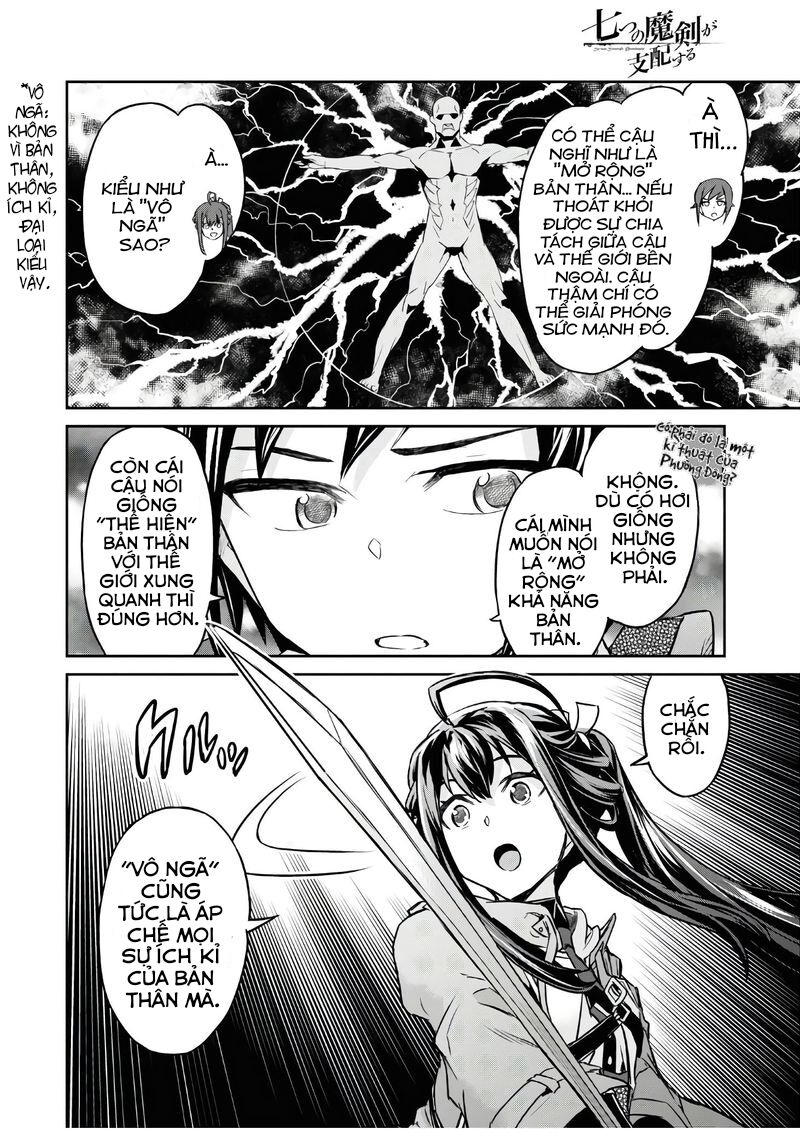 七つの魔剣が
支配する
À
THÌ...
CÓ THỂ CẬU
NGHĨ NHƯ LÀ
"MỞ RỘNG"
BẢN THÂN... NẾU
THOÁT KHỎI
ĐƯỢC SỰ CHIA
TÁCH GIỮA CẬU
VÀ THẾ GIỚI BÊN
NGOÀI. CẬU
THẬM CHÍ CÓ
THỂ GIẢI PHÓNG
SỨC MẠNH ĐÓ.
À...
KIỂU NHƯ
LÀ "VÔ
NGÃ"
SAO?
*VÔ
NGÃ:
KHÔNG
VÌ BẢN
THÂN,
KHÔNG
ÍCH KỈ,
ĐẠI
LOẠI
KIỂU
VẬY.
Có phải đó là một
kĩ thuật của
Phương Đông?
KHÔNG.
DÙ CÓ HƠI
GIỐNG
NHƯNG
KHÔNG
PHẢI.
CÁI MÌNH
MUỐN NÓI
LÀ "MỞ
RỘNG"
KHẢ NĂNG
BẢN
THÂN.
CÒN CÁI
CẬU NÓI
GIỐNG
"THỂ HIỆN"
BẢN THÂN
VỚI THẾ
GIỚI XUNG
QUANH THÌ
ĐÚNG HƠN.
CHẮC
CHẮN
RỒI.
"VÔ NGÃ"
CŨNG
TỨC LÀ ÁP
CHẾ MỌI
SỰ ÍCH KỈ
CỦA BẢN
THÂN MÀ.